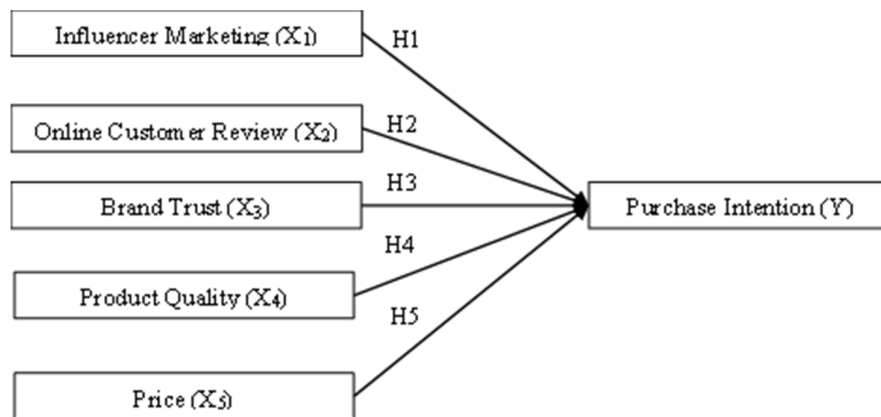 Influencer Marketing (X1)
H1
Online Customer Review (X2)
H2
Brand Trust (X3)
H3
Purchase Intention (Y)
H4
Product Quality (X4)
H5
Price (X5)